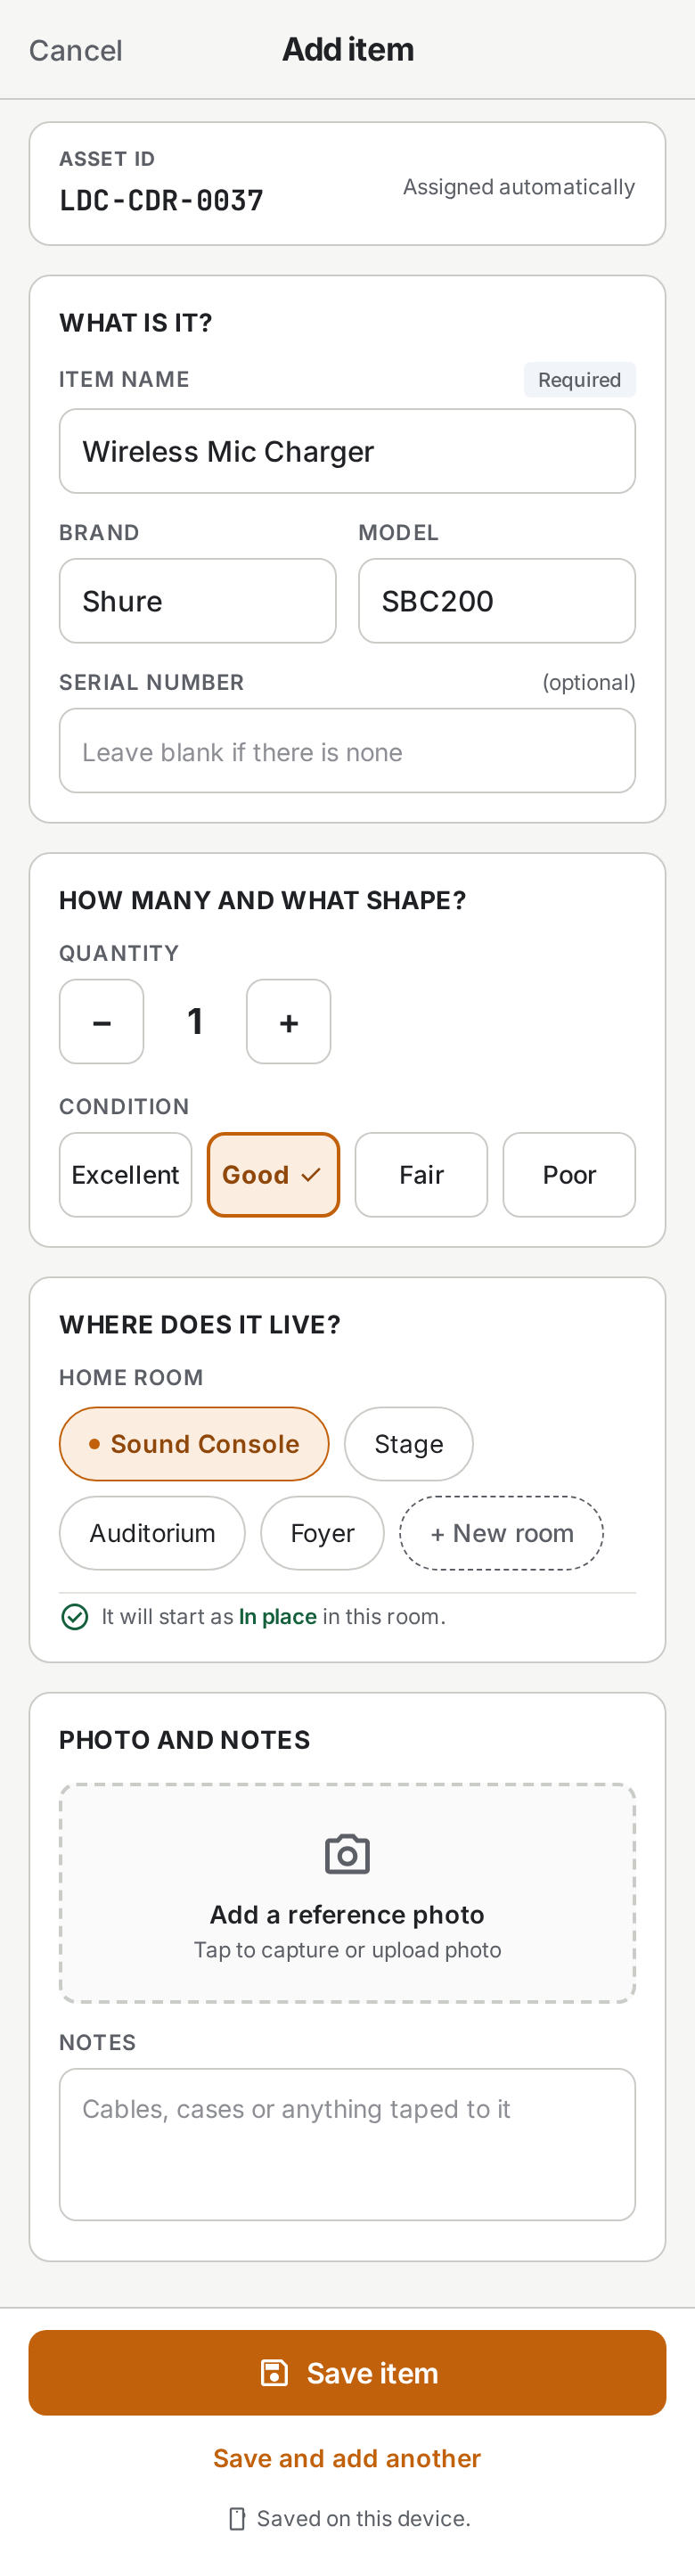 Cancel
Add item
ASSET ID
LDC-CDR-0037
Assigned automatically
WHAT IS IT?
ITEM NAME
Required
Wireless Mic Charger
BRAND
MODEL
Shure
SBC200
SERIAL NUMBER
(optional)
Leave blank if there is none
HOW MANY AND WHAT SHAPE?
QUANTITY
− 1 +
CONDITION
Excellent
Good ✓
Fair
Poor
WHERE DOES IT LIVE?
HOME ROOM
Sound Console
Stage
Auditorium
Foyer
+ New room
It will start as In place in this room.
PHOTO AND NOTES
Add a reference photo
Tap to capture or upload photo
NOTES
Cables, cases or anything taped to it
Save item
Save and add another
Saved on this device.